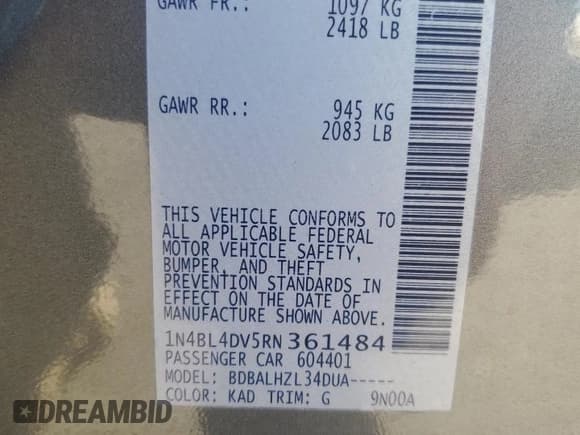 GAWR FR.: 1097 KG
2418 LB
GAWR RR.: 945 KG
2083 LB
THIS VEHICLE CONFORMS TO
ALL APPLICABLE FEDERAL
MOTOR VEHICLE SAFETY,
BUMPER, AND THEFT
PREVENTION STANDARDS IN
EFFECT ON THE DATE OF
MANUFACTURE SHOWN ABOVE.
1N4BL4DV5RN361484
PASSENGER CAR 604401
MODEL: BDBALHZL34DUA-----
COLOR: KAD TRIM: G 9N00A
DREAMBID